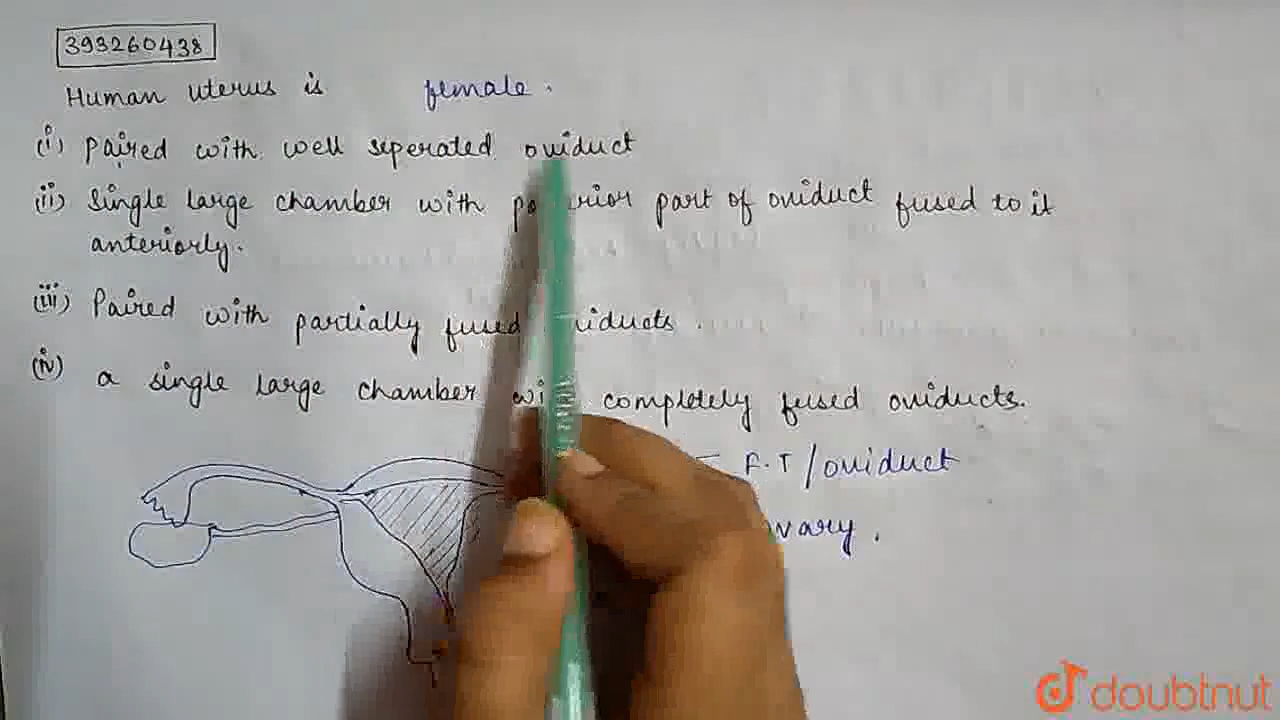 393260438
Human uterus is female.
(i) Paired with well seperated oviduct
(ii) Single large chamber with part of oviduct fused to it
anteriorly.
(iii) Paired with partially fused
(iv) a single large chamber completely fused oviducts.
F.T/oviduct
doubtnut